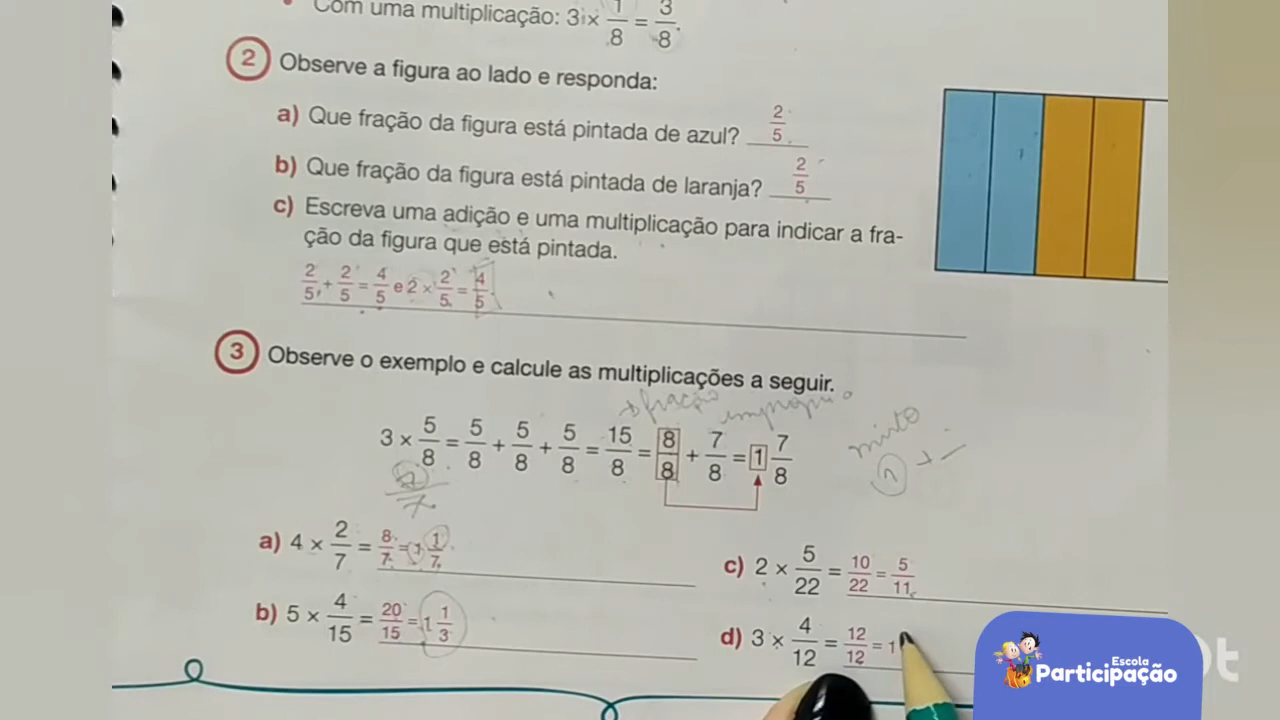 Com uma multiplicação: 3 × 1/8 = 3/8.
2 Observe a figura ao lado e responda:
a) Que fração da figura está pintada de azul? 2/5
b) Que fração da figura está pintada de laranja? 2/5
c) Escreva uma adição e uma multiplicação para indicar a fra-
ção da figura que está pintada.
2/5 + 2/5 = 4/5 e 2 × 2/5 = 4/5
3 Observe o exemplo e calcule as multiplicações a seguir.
fração
misto
3 × 5/8 = 5/8 + 5/8 + 5/8 = 15/8 = 8/8 + 7/8 = 1 7/8
a) 4 × 2/7 = 8/7 = 1 1/7
b) 5 × 4/15 = 20/15 = 1 1/3
c) 2 × 5/22 = 10/22 = 5/11
d) 3 × 4/12 = 12/12 = 1
Escola
Participação